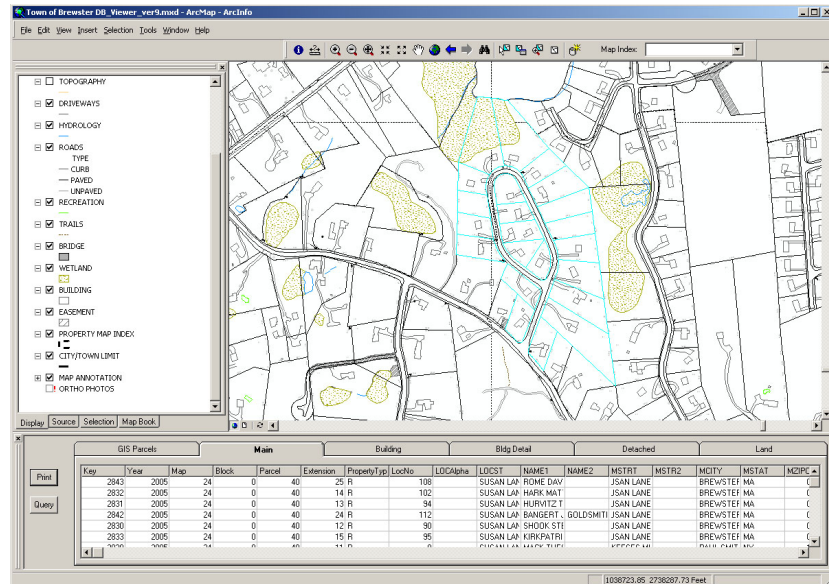 Town of Brewster DB_Viewer_ver9.mxd - ArcMap - ArcInfo
File Edit View Insert Selection Tools Window Help
Map Index:
TOPOGRAPHY
DRIVEWAYS
HYDROLOGY
ROADS
TYPE
CURB
PAVED
UNPAVED
RECREATION
TRAILS
BRIDGE
WETLAND
BUILDING
EASEMENT
PROPERTY MAP INDEX
CITY/TOWN LIMIT
MAP ANNOTATION
ORTHO PHOTOS
Display Source Selection Map Book
GIS Parcels Main Building Bldg Detail Detached Land
Print
Query
Key Year Map Block Parcel Extension PropertyTyp LocNo LOCAlpha LOCST NAME1 NAME2 MSTRT MSTR2 MCITY MSTAT MZIPC
2843 2005 24 0 40 25 R 108 SUSAN LAN ROME DAV JSAN LANE BREWSTER MA
2832 2005 24 0 40 14 R 102 SUSAN LAN HARK MAT JSAN LANE BREWSTER MA
2831 2005 24 0 40 13 R 94 SUSAN LAN HURVITZ T JSAN LANE BREWSTER MA
2842 2005 24 0 40 24 R 112 SUSAN LAN BANGERT J GOLDSMITH JSAN LANE BREWSTER MA
2830 2005 24 0 40 12 R 90 SUSAN LAN SHOOK STE JSAN LANE BREWSTER MA
2833 2005 24 0 40 15 R 95 SUSAN LAN KIRKPATRI JSAN LANE BREWSTER MA
1038723.85 2738287.73 Feet